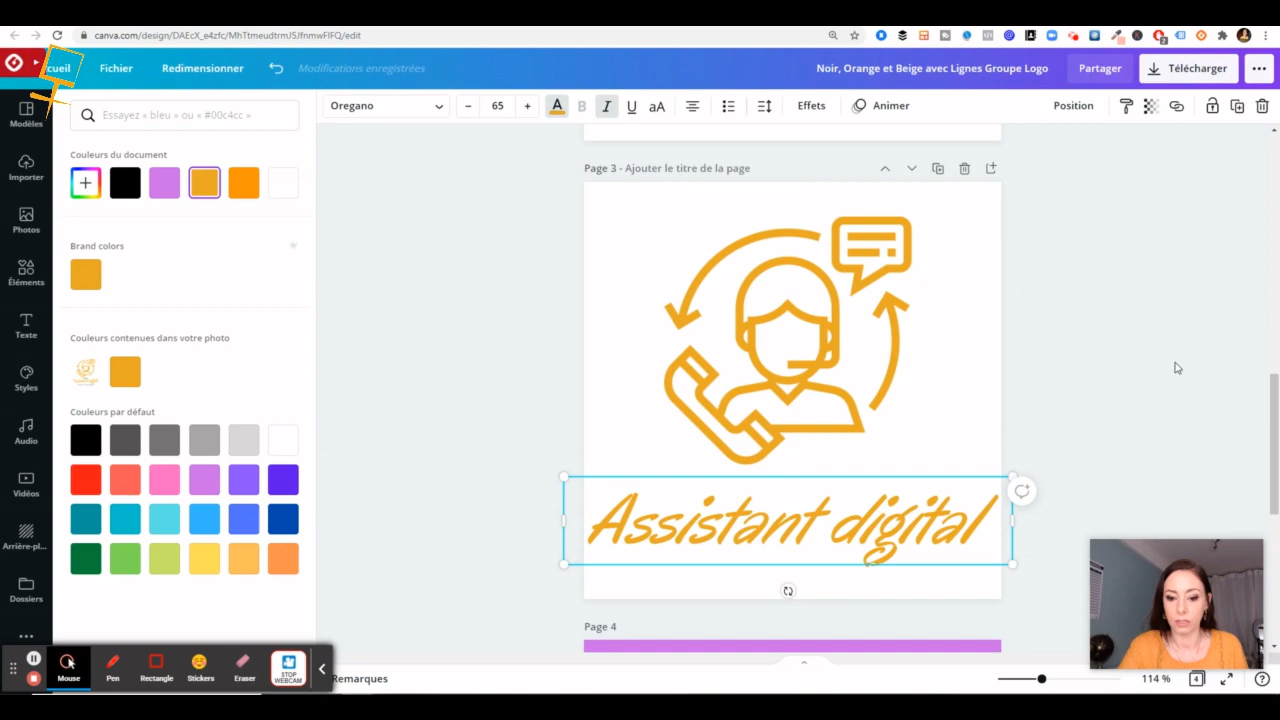 canva.com/design/DAEcX_e4zfc/MhTtmeudtrmJ5JfnmwFIFQ/edit
cueil
Fichier
Redimensionner
Modifications enregistrées
Noir, Orange et Beige avec Lignes Groupe Logo
Partager
Télécharger
Oregano
65
A
B
I
U
aA
Effets
Animer
Position
Modèles
Importer
Photos
Éléments
Texte
Styles
Audio
Vidéos
Arrière-pl...
Dossiers
Essayez « bleu » ou « #00c4cc »
Couleurs du document
Brand colors
Couleurs contenues dans votre photo
Couleurs par défaut
Page 3 - Ajouter le titre de la page
Assistant digital
Page 4
Mouse
Pen
Rectangle
Stickers
Eraser
STOP
WEBCAM
Remarques
114 %
4